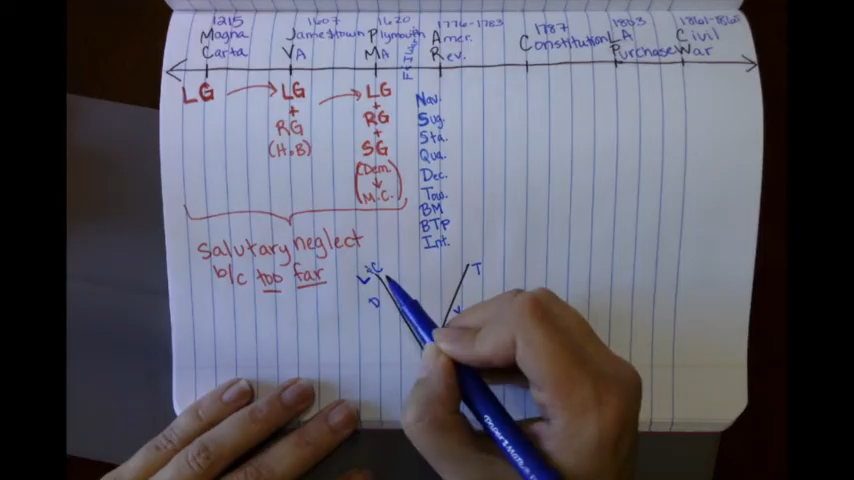 1215
Magna
Carta
1607
Jamestown
VA
1620
Plymouth
MA
F+I War
1776-1783
Amer.
Rev.
1787
Constitution
1803
LA
Purchase
1861-1865
Civil
War
LG
LG
+
RG
(H.B)
LG
+
RG
+
SG
(Dem.
↓
M.C.)
Nav.
Sug.
Sta.
Qua.
Dec.
Tow.
BM
BTP
Int.
salutary neglect
b/c too far
C
L
D
T